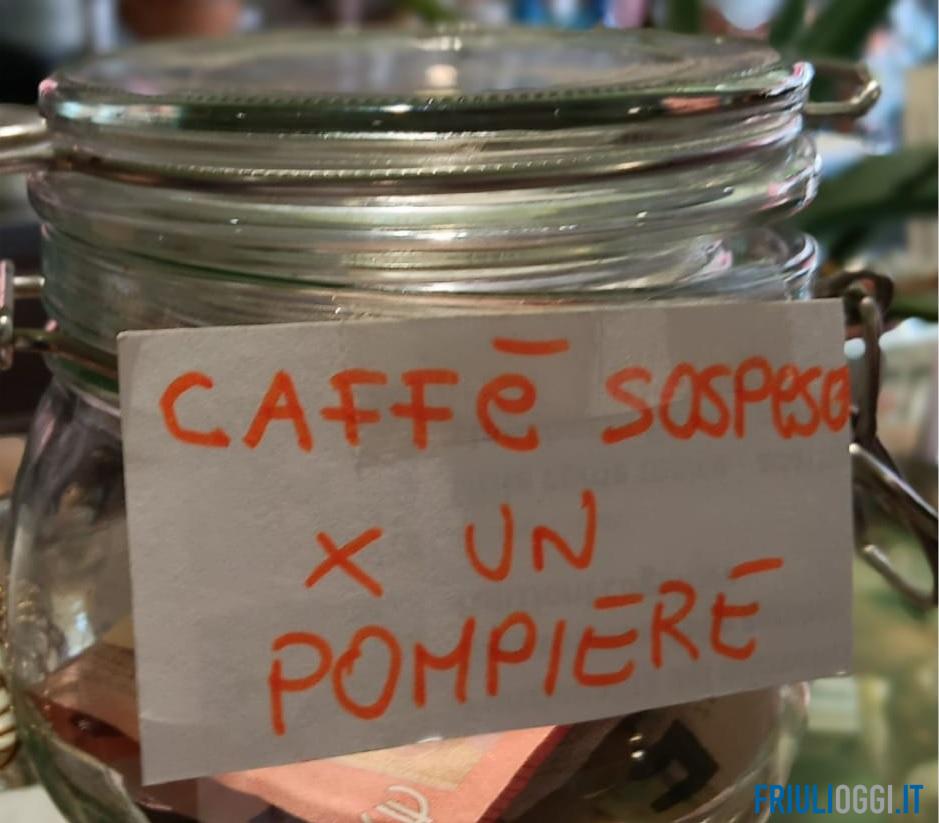 CAFFē SOSPeso
X UN
POMPIERE
FRIULIOGGI.IT